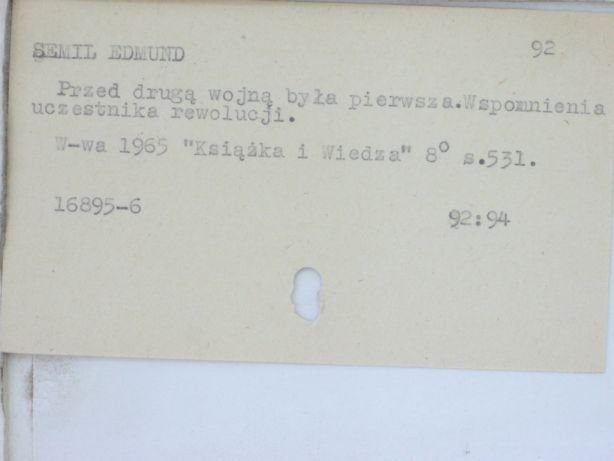 SEMIL EDMUND 92
Przed drugą wojną była pierwsza.Wspomnienia
uczestnika rewolucji.
W-wa 1965 "Książka i Wiedza" 8° s.531.
16895-6 92:94